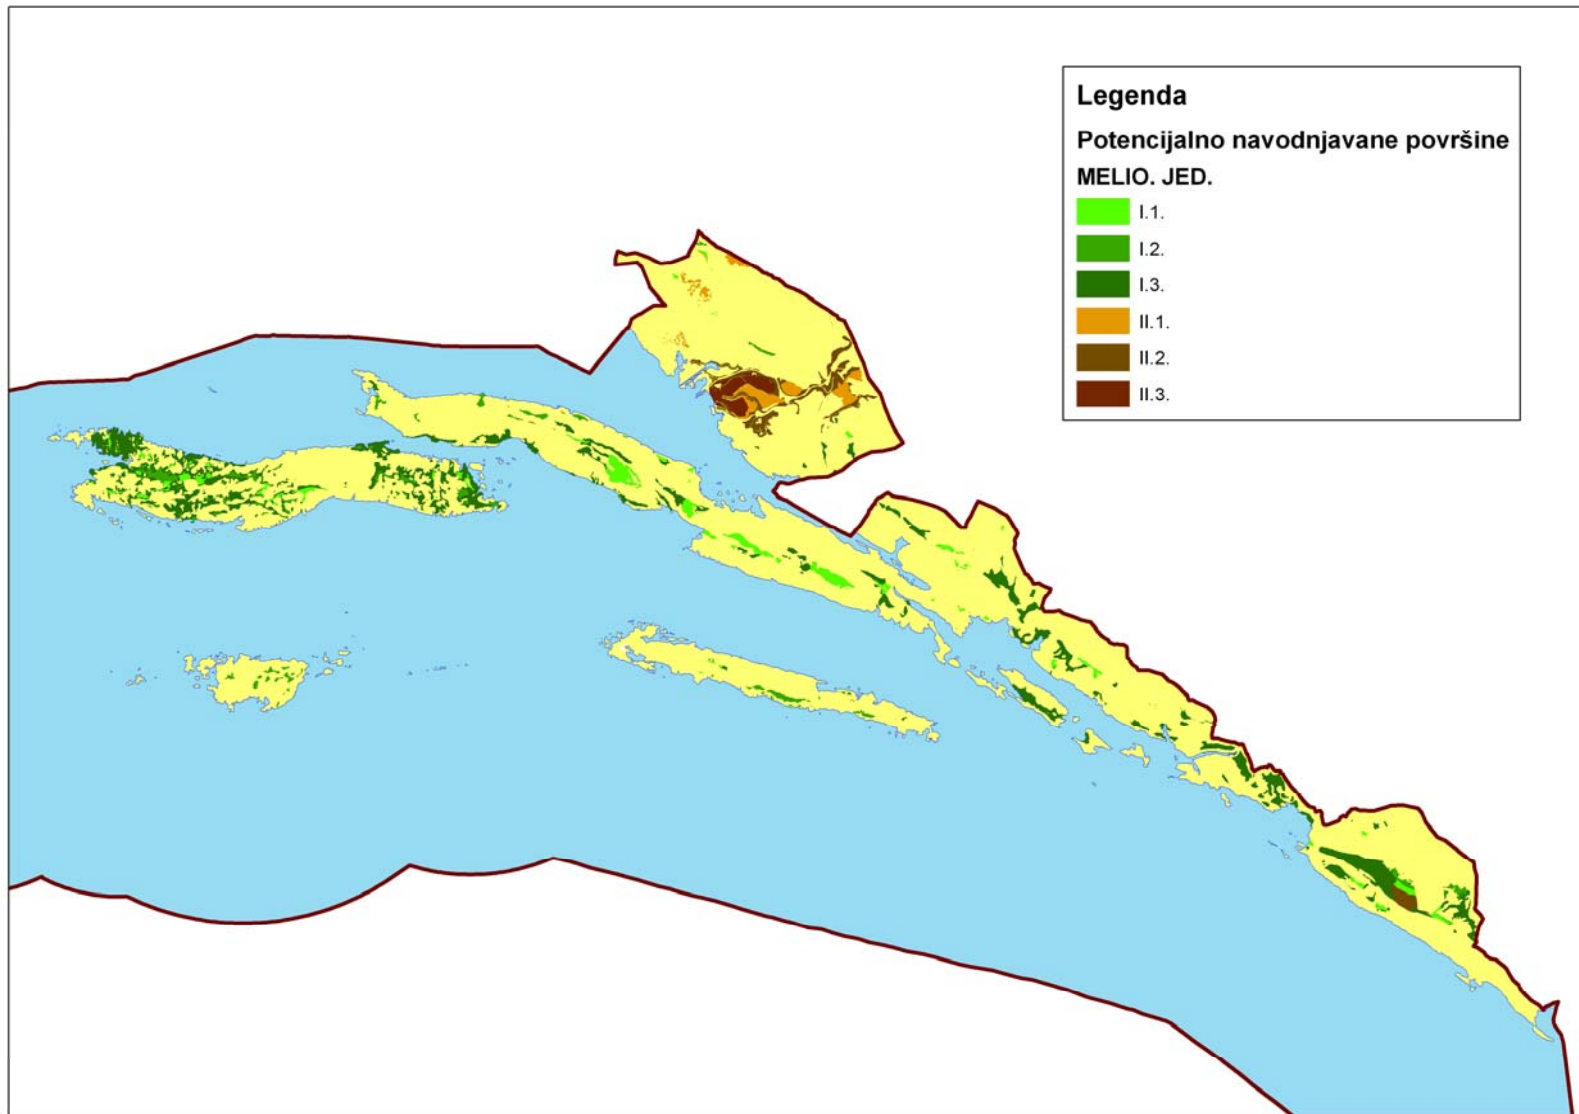 Legenda
Potencijalno navodnjavane površine
MELIO. JED.
I.1.
I.2.
I.3.
II.1.
II.2.
II.3.